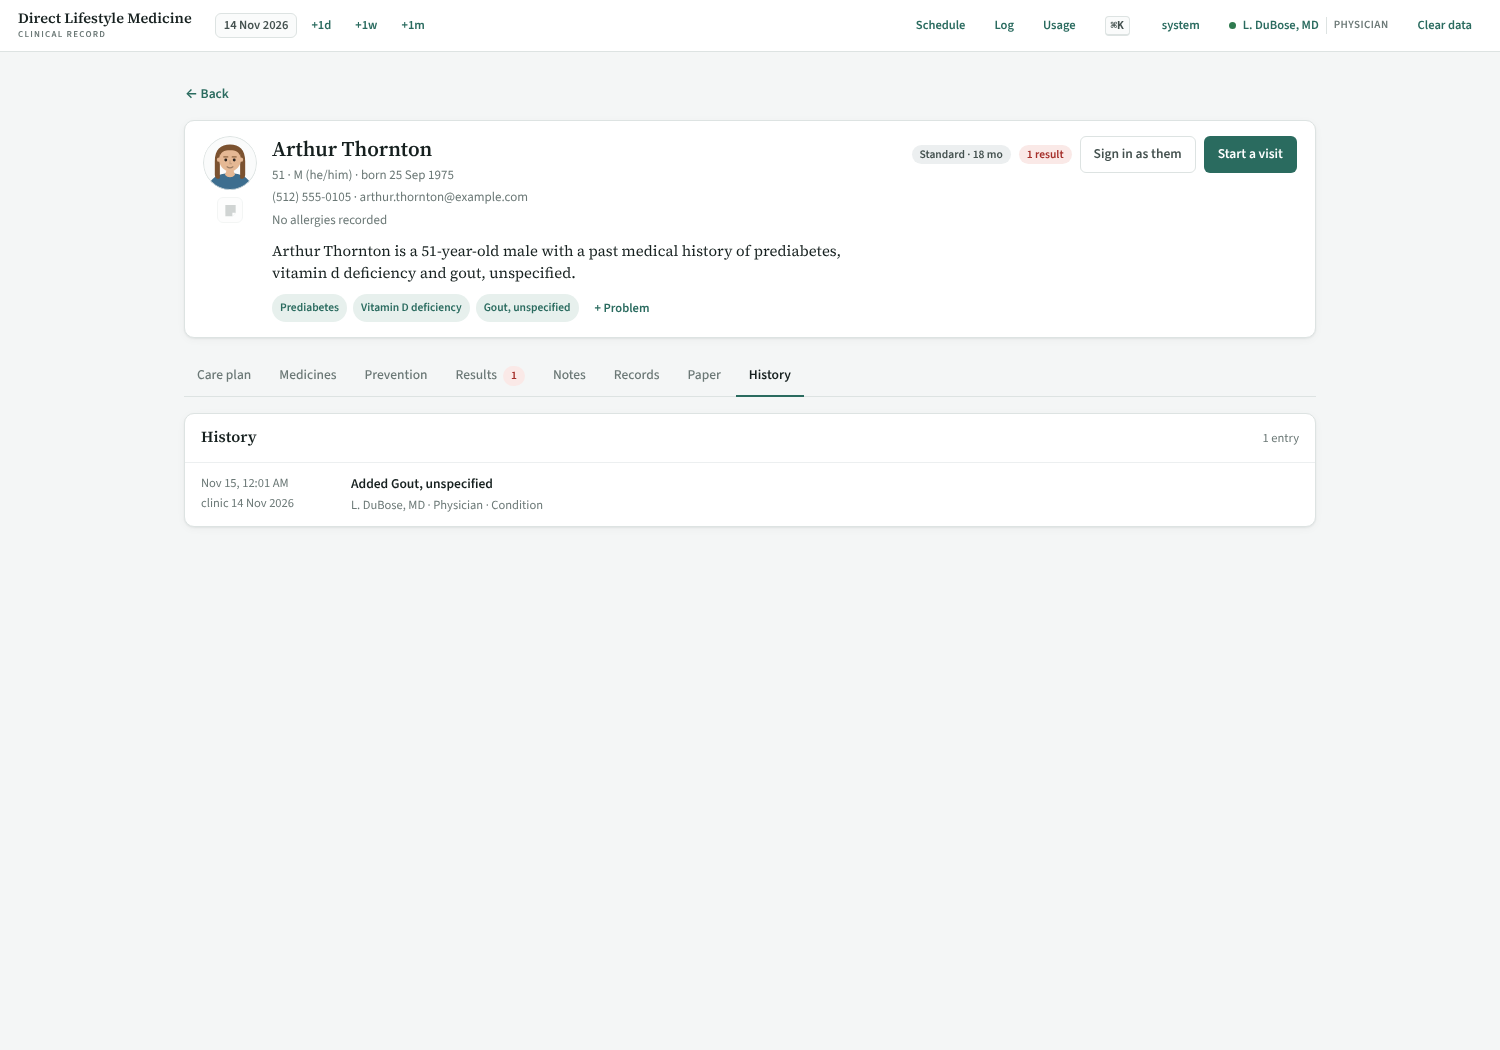 Direct Lifestyle Medicine
CLINICAL RECORD
14 Nov 2026 +1d +1w +1m
Schedule Log Usage ⌘K system L. DuBose, MD PHYSICIAN Clear data
← Back
Arthur Thornton
Standard · 18 mo 1 result Sign in as them Start a visit
51 · M (he/him) · born 25 Sep 1975
(512) 555-0105 · arthur.thornton@example.com
No allergies recorded
Arthur Thornton is a 51-year-old male with a past medical history of prediabetes,
vitamin d deficiency and gout, unspecified.
Prediabetes Vitamin D deficiency Gout, unspecified + Problem
Care plan Medicines Prevention Results 1 Notes Records Paper History
History
1 entry
Nov 15, 12:01 AM
clinic 14 Nov 2026
Added Gout, unspecified
L. DuBose, MD · Physician · Condition